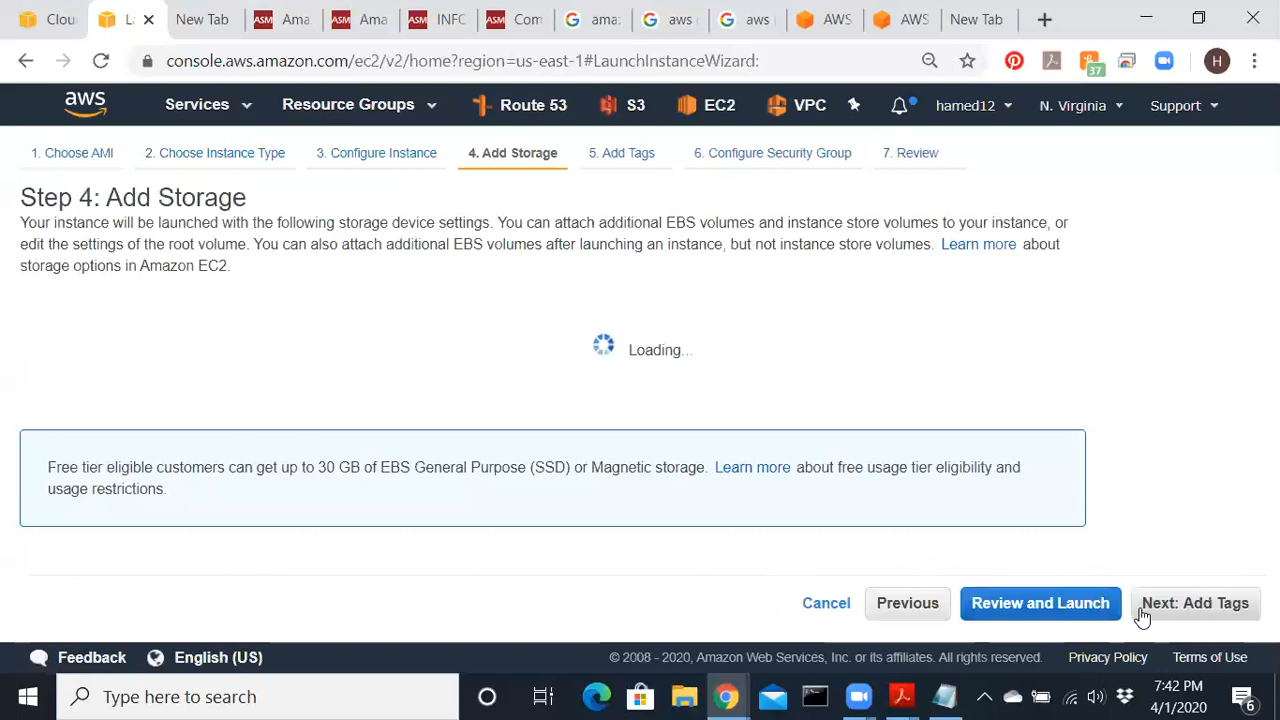 Clou
L
New Tab
Ama
Ama
INFC
Com
amaz
aws
aws
AWS
AWS
New Tab
console.aws.amazon.com/ec2/v2/home?region=us-east-1#LaunchInstanceWizard:
37
H
aws
Services
Resource Groups
Route 53
S3
EC2
VPC
hamed12
N. Virginia
Support
1. Choose AMI
2. Choose Instance Type
3. Configure Instance
4. Add Storage
5. Add Tags
6. Configure Security Group
7. Review
Step 4: Add Storage
Your instance will be launched with the following storage device settings. You can attach additional EBS volumes and instance store volumes to your instance, or
edit the settings of the root volume. You can also attach additional EBS volumes after launching an instance, but not instance store volumes. Learn more about
storage options in Amazon EC2.
Loading...
Free tier eligible customers can get up to 30 GB of EBS General Purpose (SSD) or Magnetic storage. Learn more about free usage tier eligibility and
usage restrictions.
Cancel
Previous
Review and Launch
Next: Add Tags
Feedback
English (US)
© 2008 - 2020, Amazon Web Services, Inc. or its affiliates. All rights reserved.
Privacy Policy
Terms of Use
Type here to search
7:42 PM
4/1/2020
6